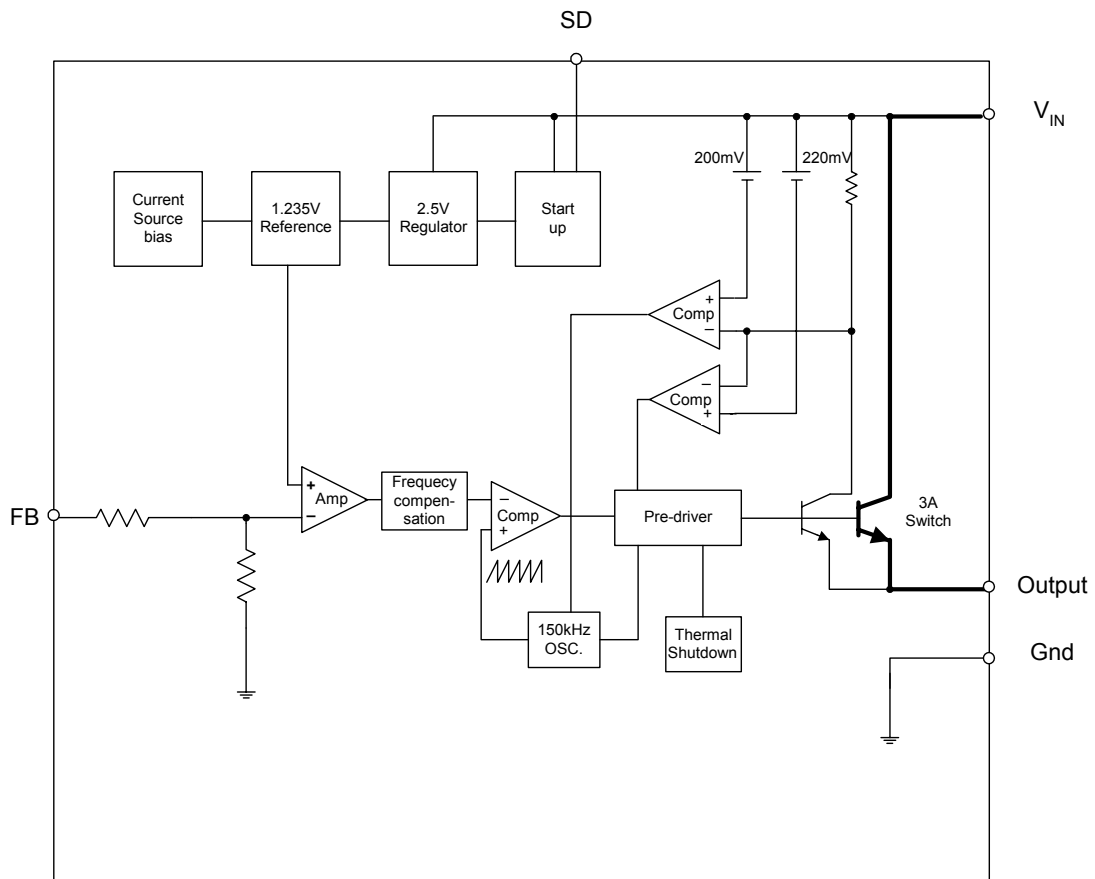 SD
V_IN
200mV
220mV
Current
Source
bias
1.235V
Reference
2.5V
Regulator
Start
up
+
Comp
−
−
Comp
+
FB
+
Amp
−
Frequecy
compen-
sation
−
Comp
+
Pre-driver
3A
Switch
150kHz
OSC.
Thermal
Shutdown
Output
Gnd